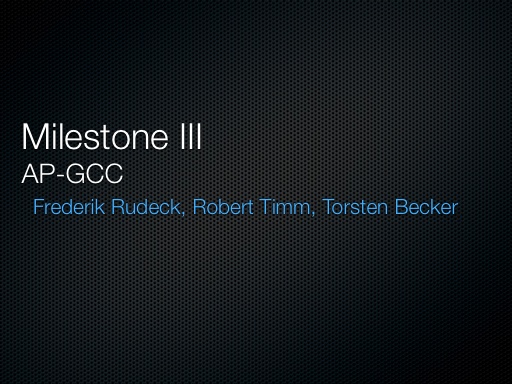 Milestone III
AP-GCC
Frederik Rudeck, Robert Timm, Torsten Becker